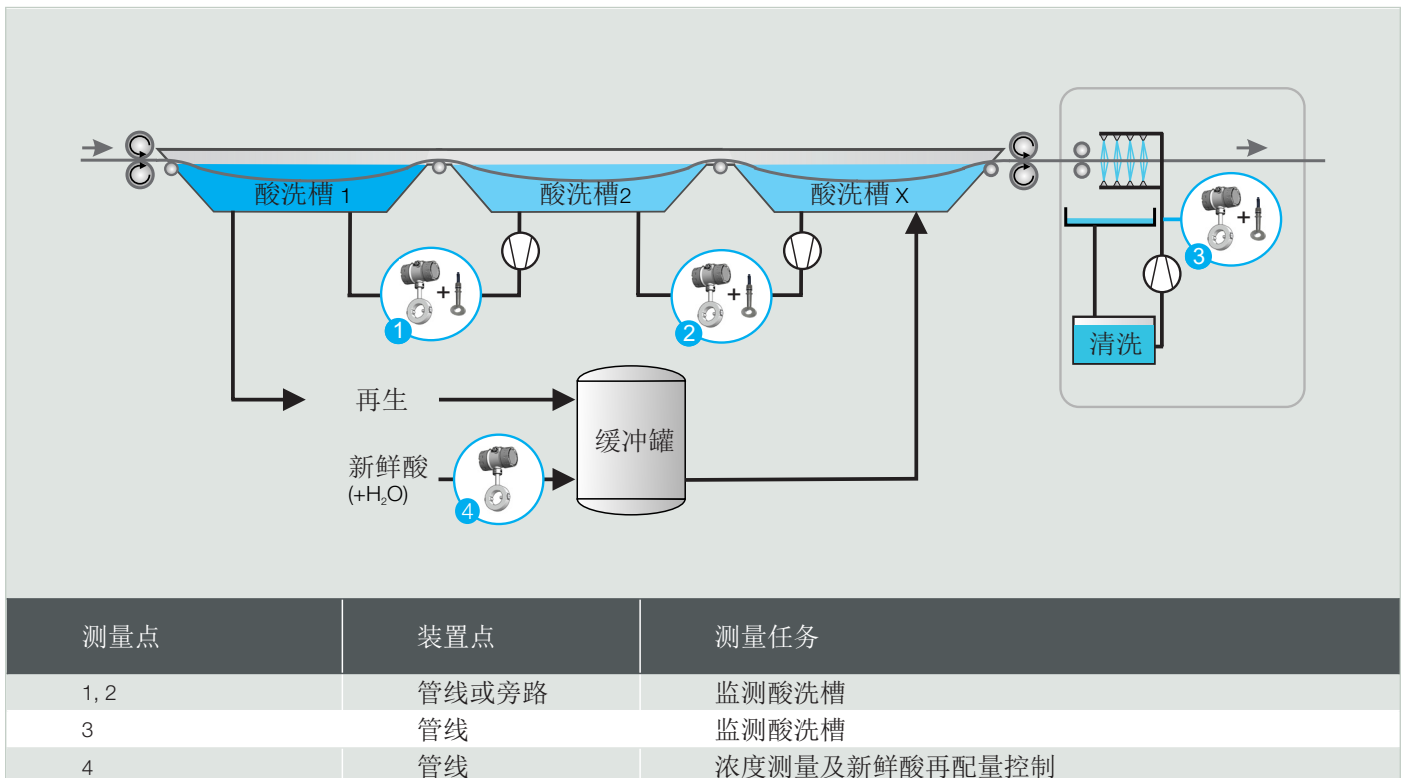 酸洗槽 1
酸洗槽2
酸洗槽 X
+
+
+
1
2
3
清洗
再生
缓冲罐
新鲜酸
(+H₂O)
4
测量点 装置点 测量任务
1, 2 管线或旁路 监测酸洗槽
3 管线 监测酸洗槽
4 管线 浓度测量及新鲜酸再配量控制